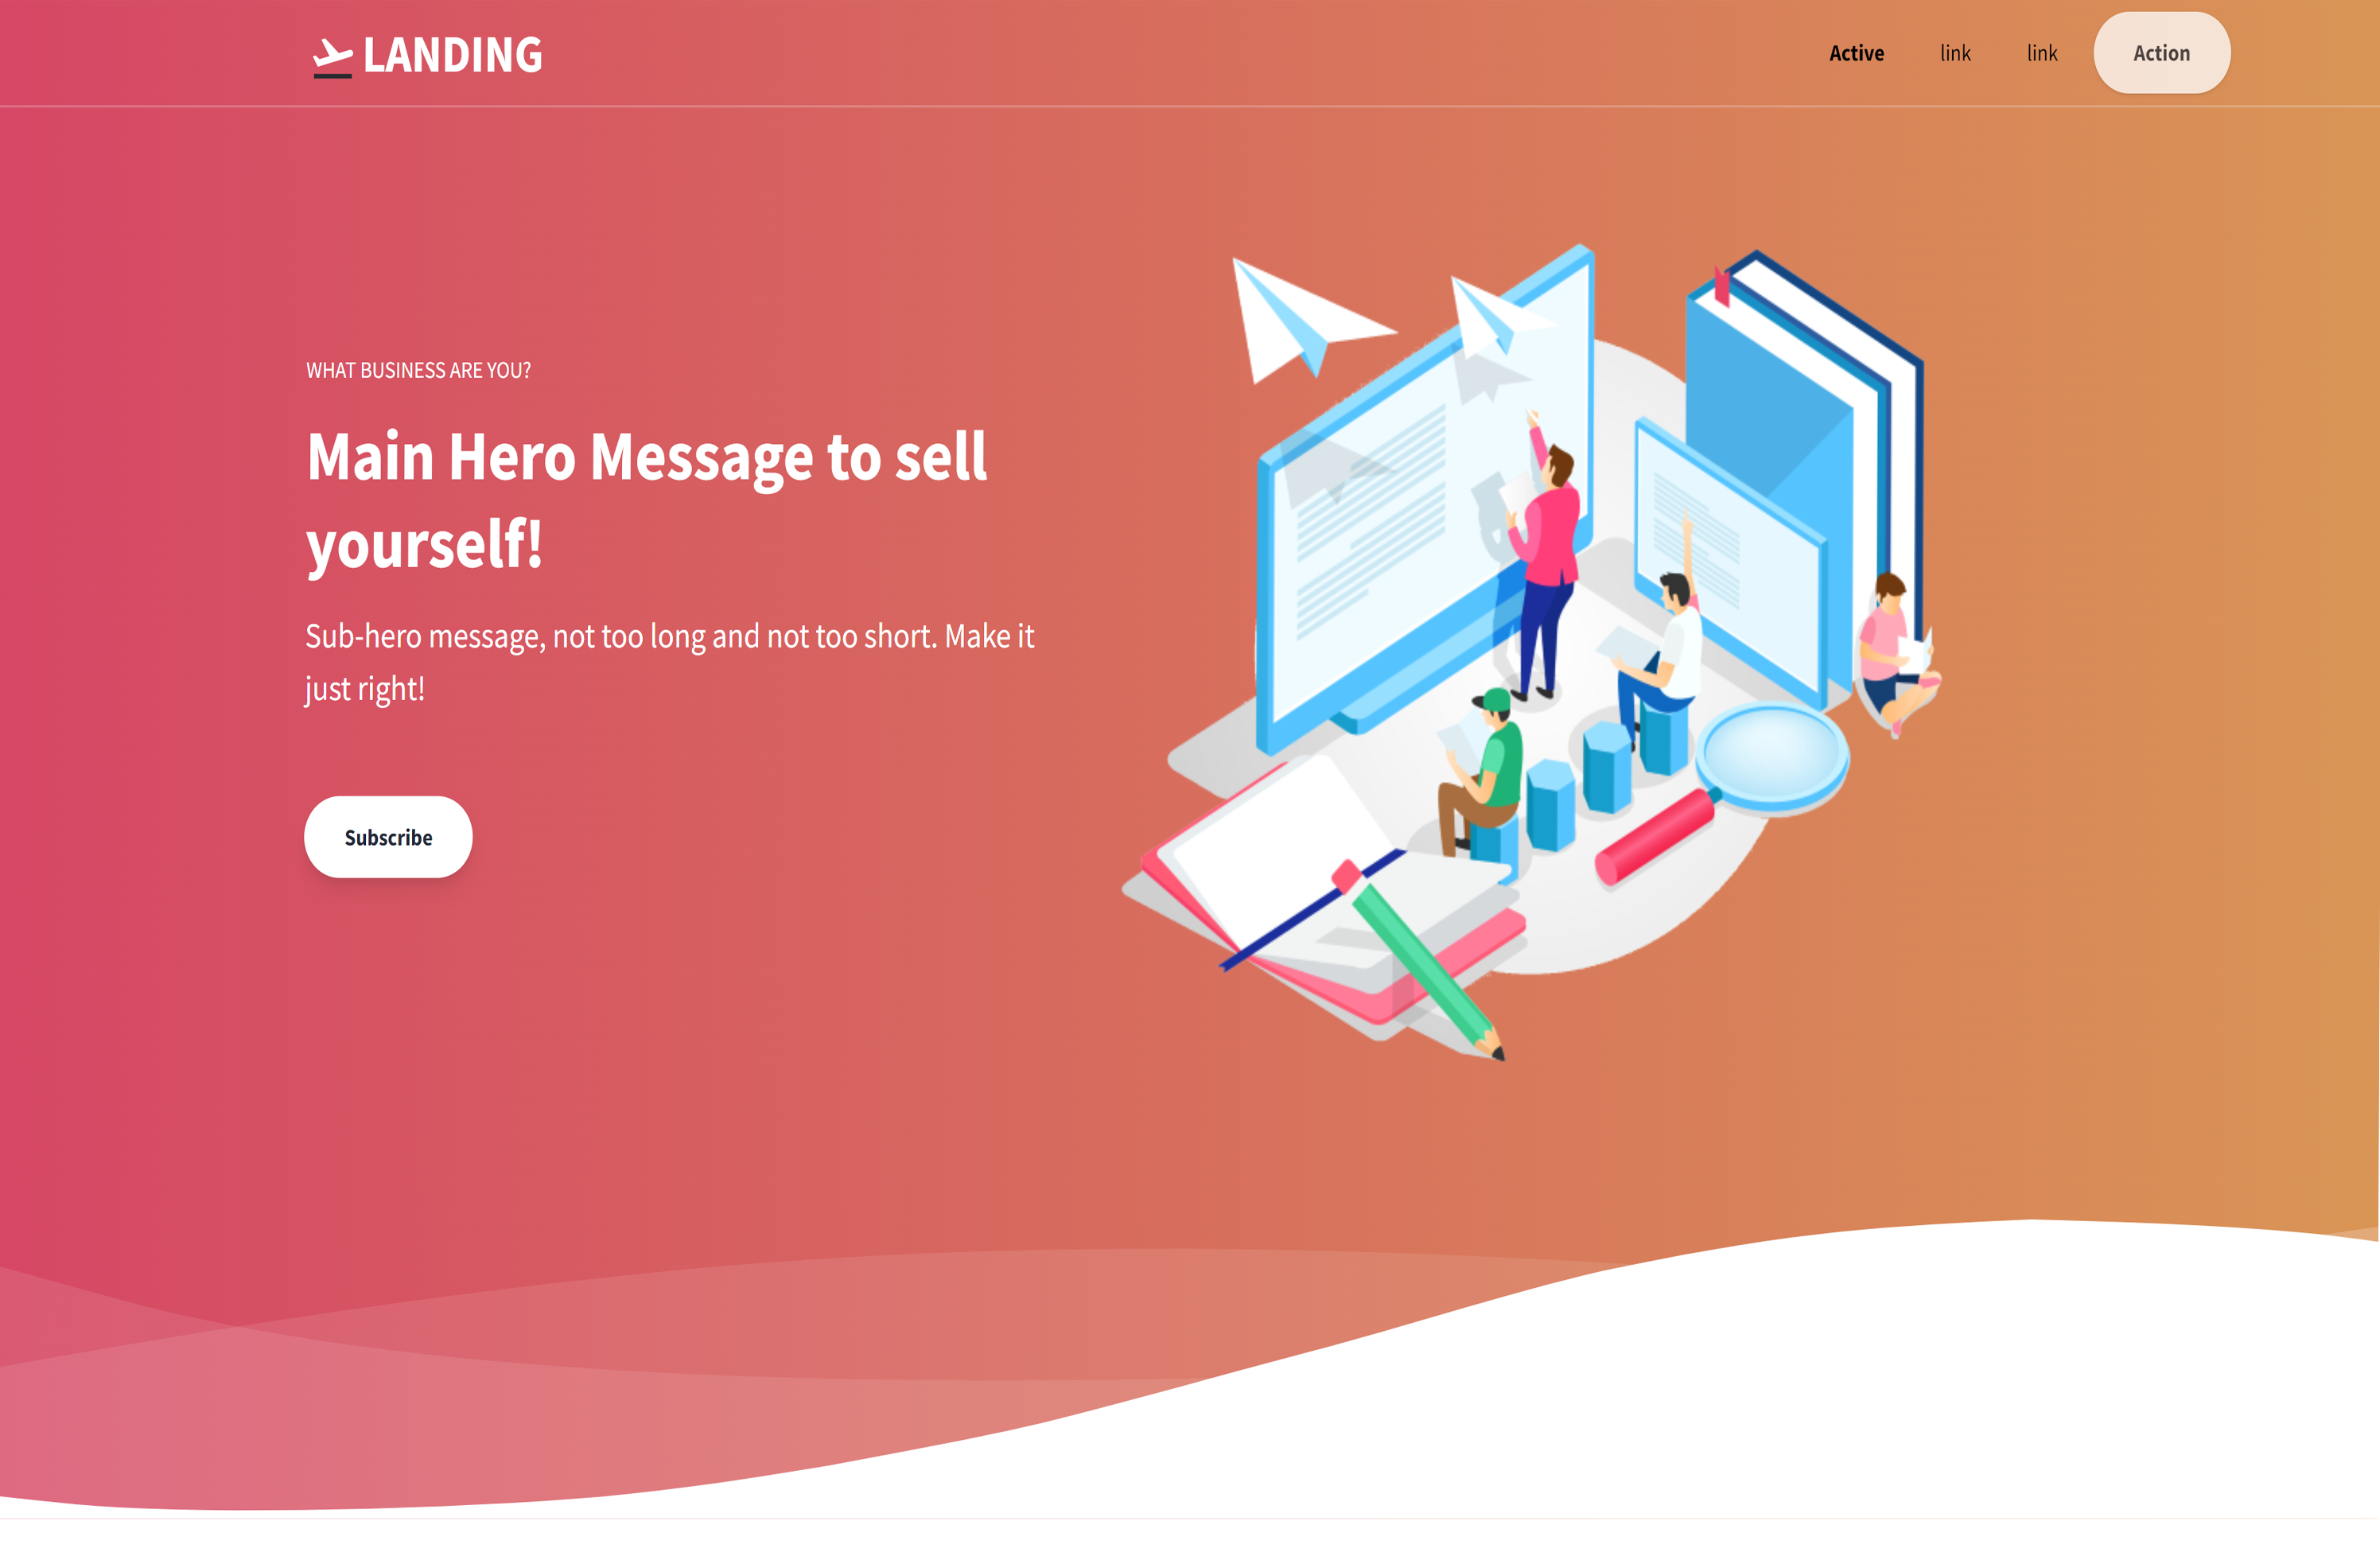 LANDING
Active
link
link
Action
WHAT BUSINESS ARE YOU?
Main Hero Message to sell
yourself!
Sub-hero message, not too long and not too short. Make it
just right!
Subscribe